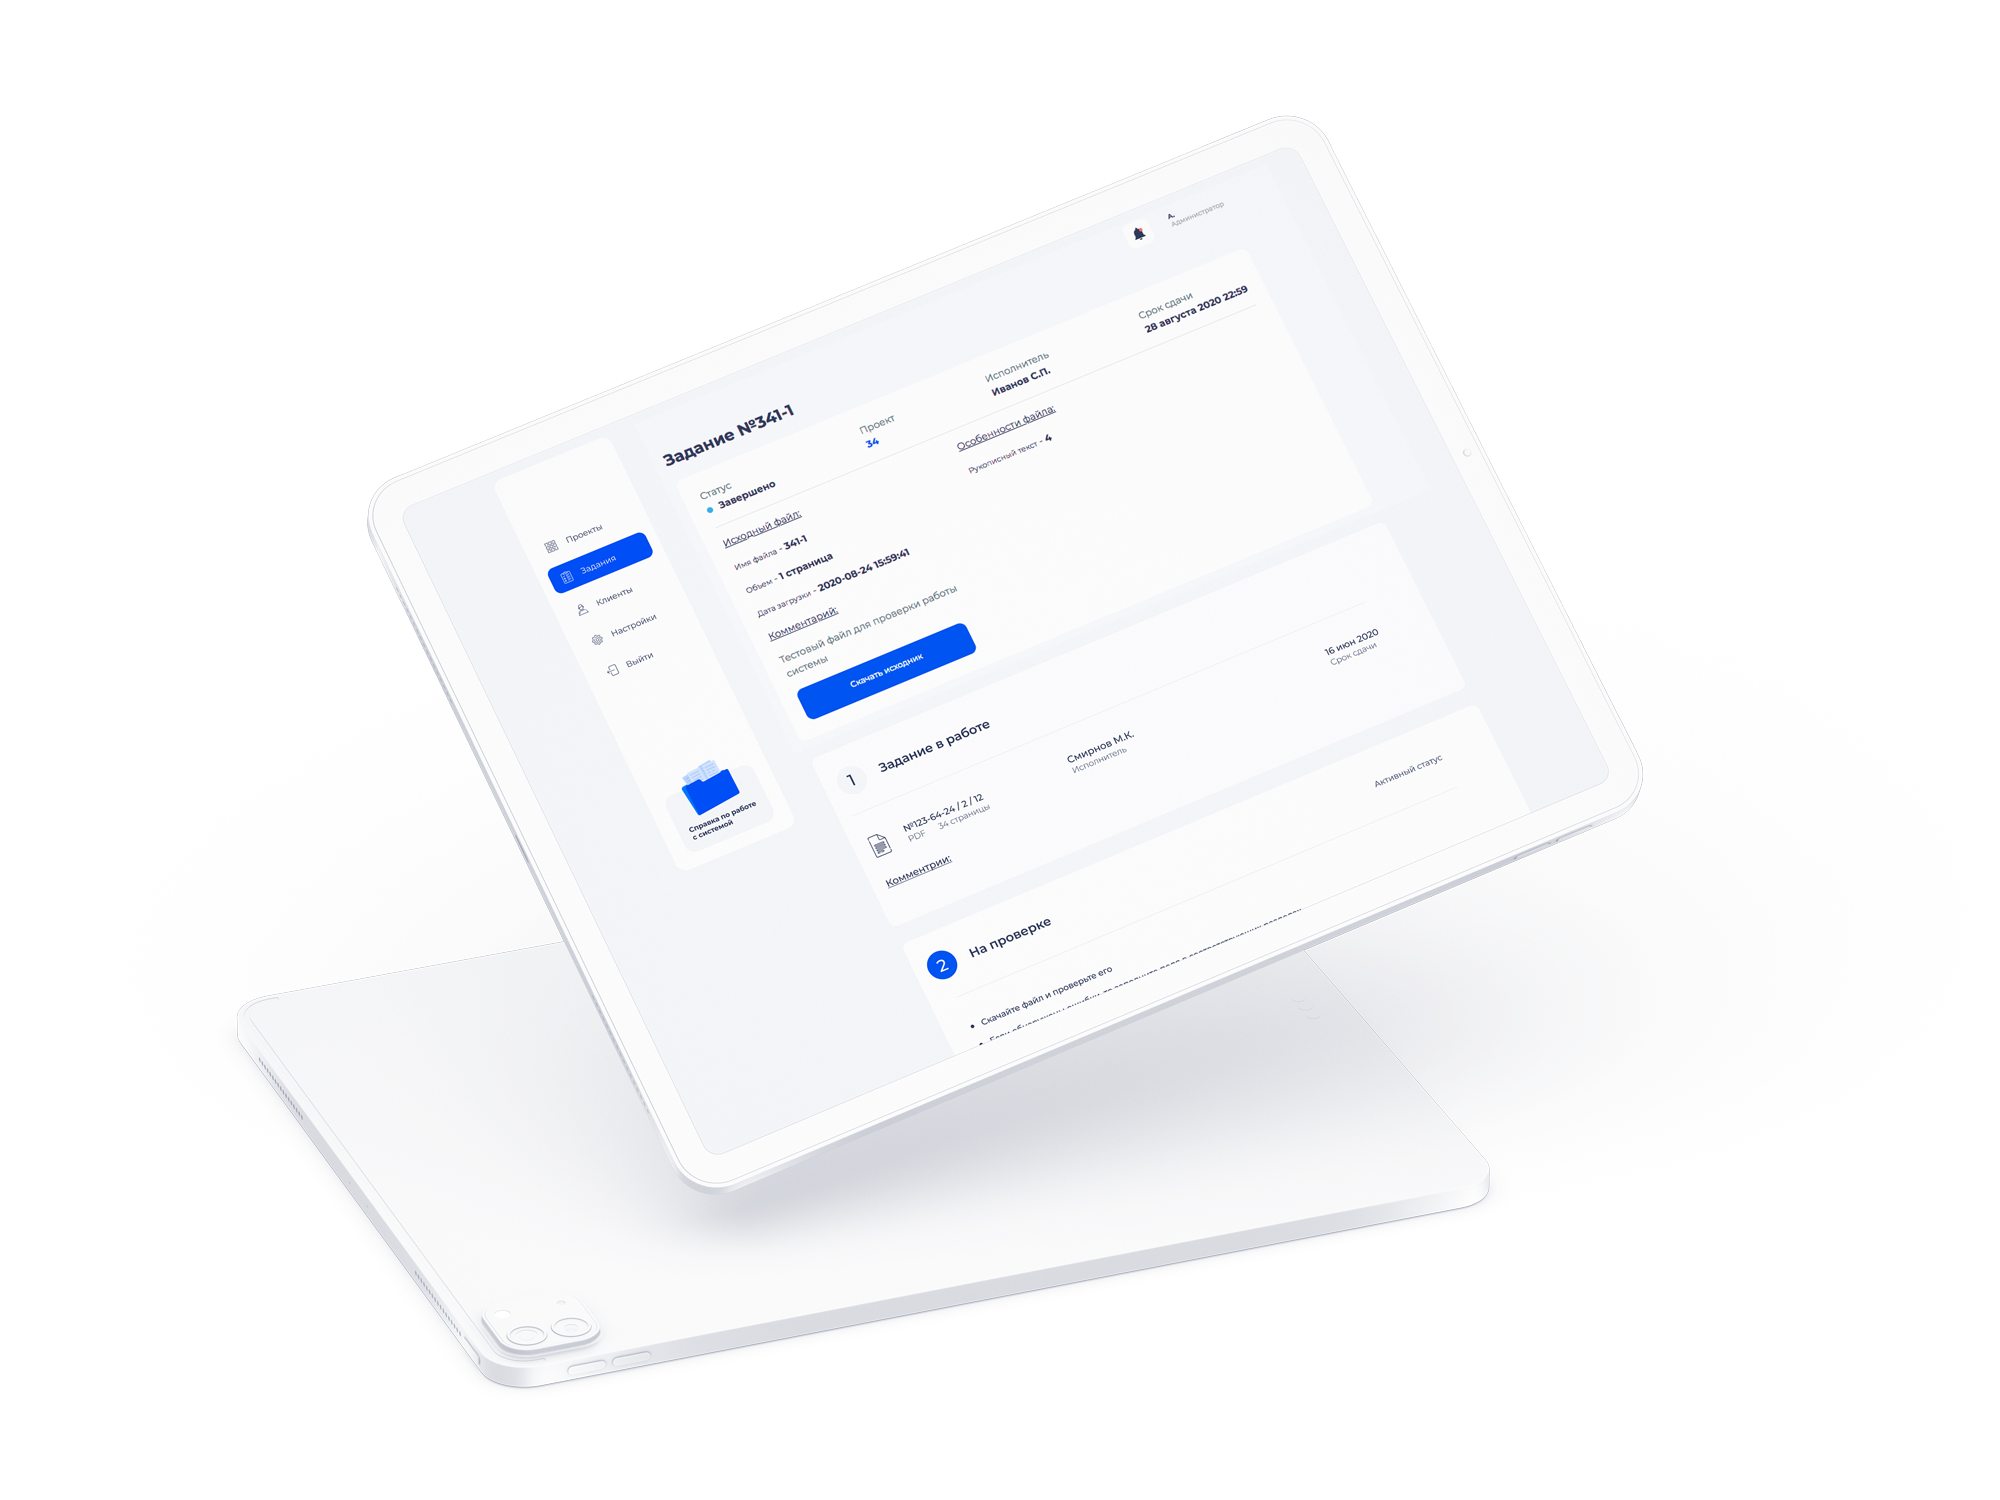 А.
Администратор
Проекты
Задания
Клиенты
Настройки
Выйти
Справка по работе
с системой
Задание №341-1
Статус
Завершено
Проект
34
Исполнитель
Иванов С.П.
Срок сдачи
28 августа 2020 22:59
Исходный файл:
Имя файла - 341-1
Объем - 1 страница
Дата загрузки - 2020-08-24 15:59:41
Особенности файла:
Рукописный текст - 4
Комментарий:
Тестовый файл для проверки работы
системы
Скачать исходник
1 Задание в работе
№123-64-24 / 2 / 12
PDF 34 страницы
Смирнов М.К.
Исполнитель
16 июн 2020
Срок сдачи
Комментрии:
2 На проверке
Активный статус
• Скачайте файл и проверьте его